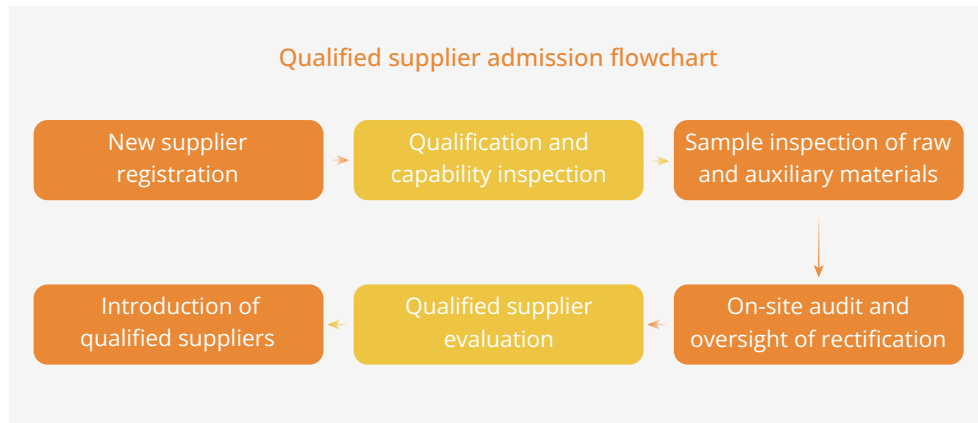 Qualified supplier admission flowchart
New supplier
registration
Qualification and
capability inspection
Sample inspection of raw
and auxiliary materials
On-site audit and
oversight of rectification
Qualified supplier
evaluation
Introduction of
qualified suppliers